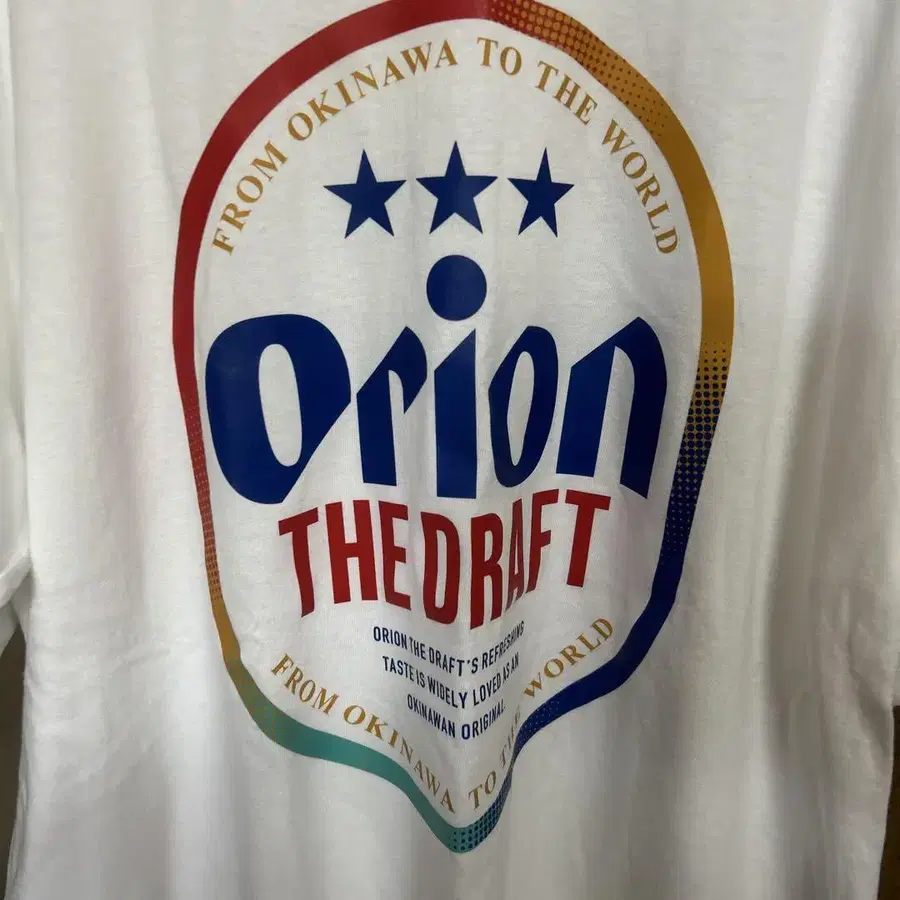 FROM OKINAWA TO THE WORLD
Orion
THE DRAFT
ORION THE DRAFT'S REFRESHING
TASTE IS WIDELY LOVED AS AN
OKINAWAN ORIGINAL.
FROM OKINAWA TO THE WORLD